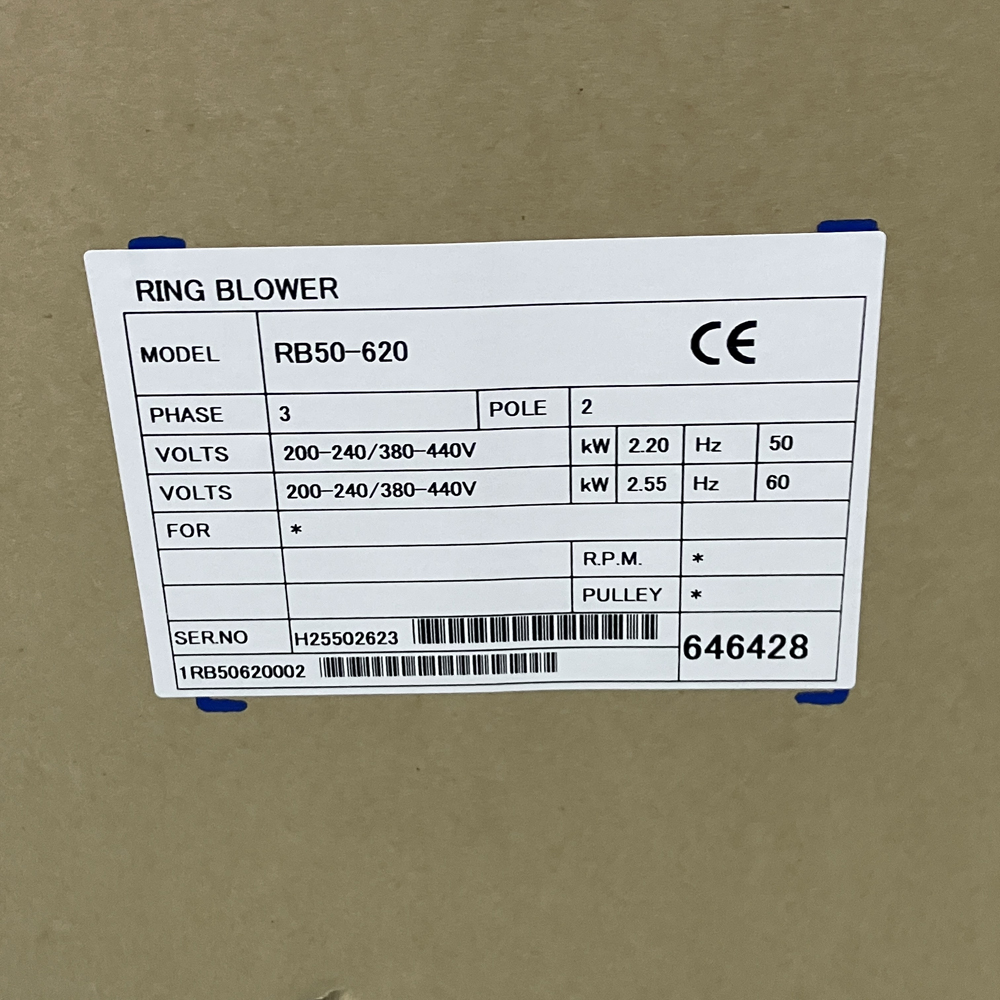 RING BLOWER
MODEL RB50-620 CE
PHASE 3 POLE 2
VOLTS 200-240/380-440V kW 2.20 Hz 50
VOLTS 200-240/380-440V kW 2.55 Hz 60
FOR *
R.P.M. *
PULLEY *
SER.NO H25502623
646428
1RB50620002